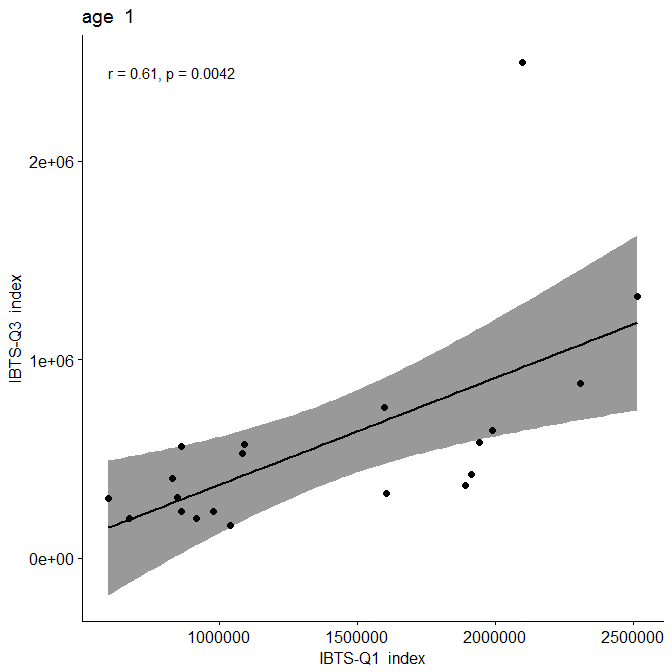 age 1
r = 0.61, p = 0.0042
2e+06
1e+06
0e+00
IBTS-Q3 index
1000000
1500000
2000000
2500000
IBTS-Q1 index